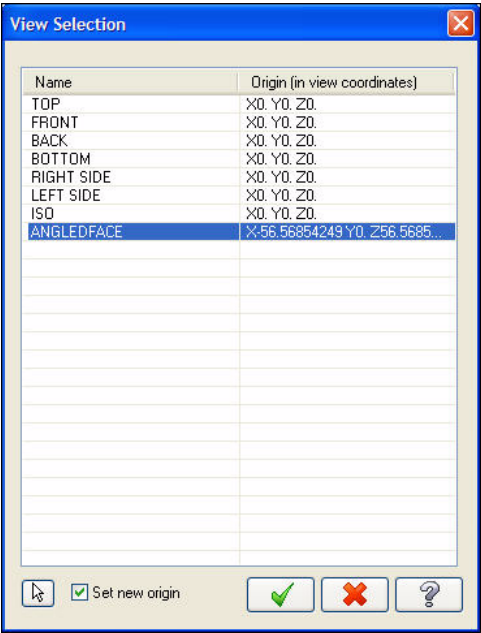 View Selection
Name Origin (in view coordinates)
TOP X0. Y0. Z0.
FRONT X0. Y0. Z0.
BACK X0. Y0. Z0.
BOTTOM X0. Y0. Z0.
RIGHT SIDE X0. Y0. Z0.
LEFT SIDE X0. Y0. Z0.
ISO X0. Y0. Z0.
ANGLEDFACE X-56.56854249 Y0. Z56.5685...
Set new origin